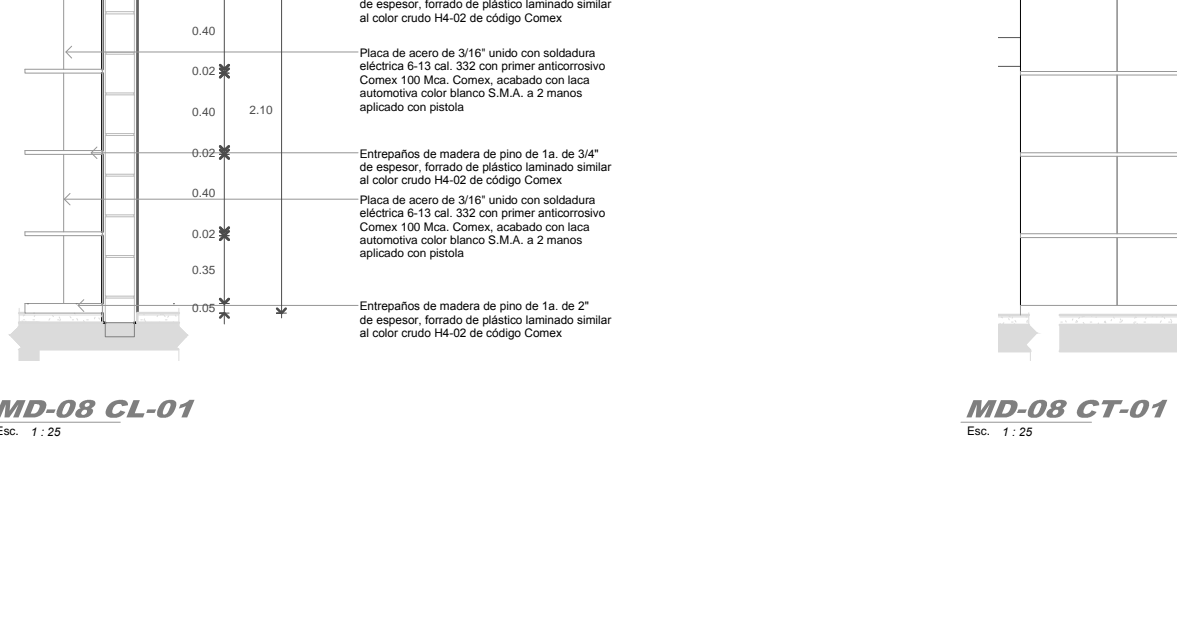 de espesor, forrado de plástico laminado similar
al color crudo H4-02 de código Comex
0.40
Placa de acero de 3/16" unido con soldadura
eléctrica 6-13 cal. 332 con primer anticorrosivo
Comex 100 Mca. Comex, acabado con laca
automotiva color blanco S.M.A. a 2 manos
aplicado con pistola
0.02
0.40
2.10
0.02
Entrepaños de madera de pino de 1a. de 3/4"
de espesor, forrado de plástico laminado similar
al color crudo H4-02 de código Comex
0.40
Placa de acero de 3/16" unido con soldadura
eléctrica 6-13 cal. 332 con primer anticorrosivo
Comex 100 Mca. Comex, acabado con laca
automotiva color blanco S.M.A. a 2 manos
aplicado con pistola
0.02
0.35
0.05
Entrepaños de madera de pino de 1a. de 2"
de espesor, forrado de plástico laminado similar
al color crudo H4-02 de código Comex
MD-08 CL-01
Esc. 1 : 25
MD-08 CT-01
Esc. 1 : 25